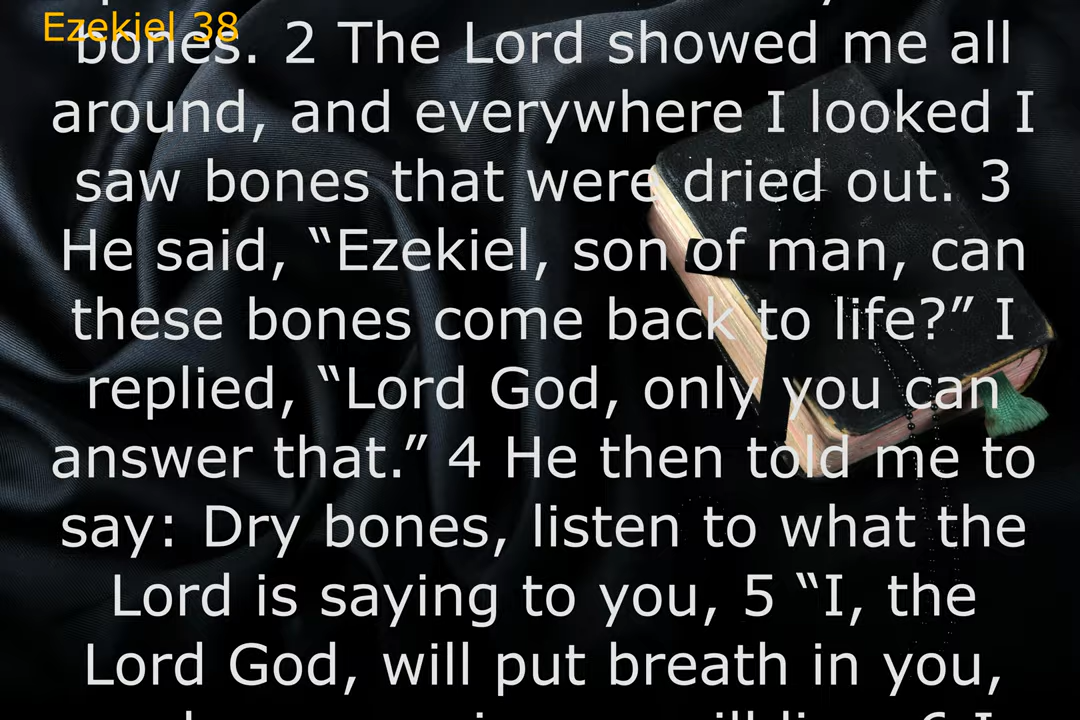 Ezekiel 38
bones. 2 The Lord showed me all
around, and everywhere I looked I
saw bones that were dried out. 3
He said, “Ezekiel, son of man, can
these bones come back to life?” I
replied, “Lord God, only you can
answer that.” 4 He then told me to
say: Dry bones, listen to what the
Lord is saying to you, 5 “I, the
Lord God, will put breath in you,